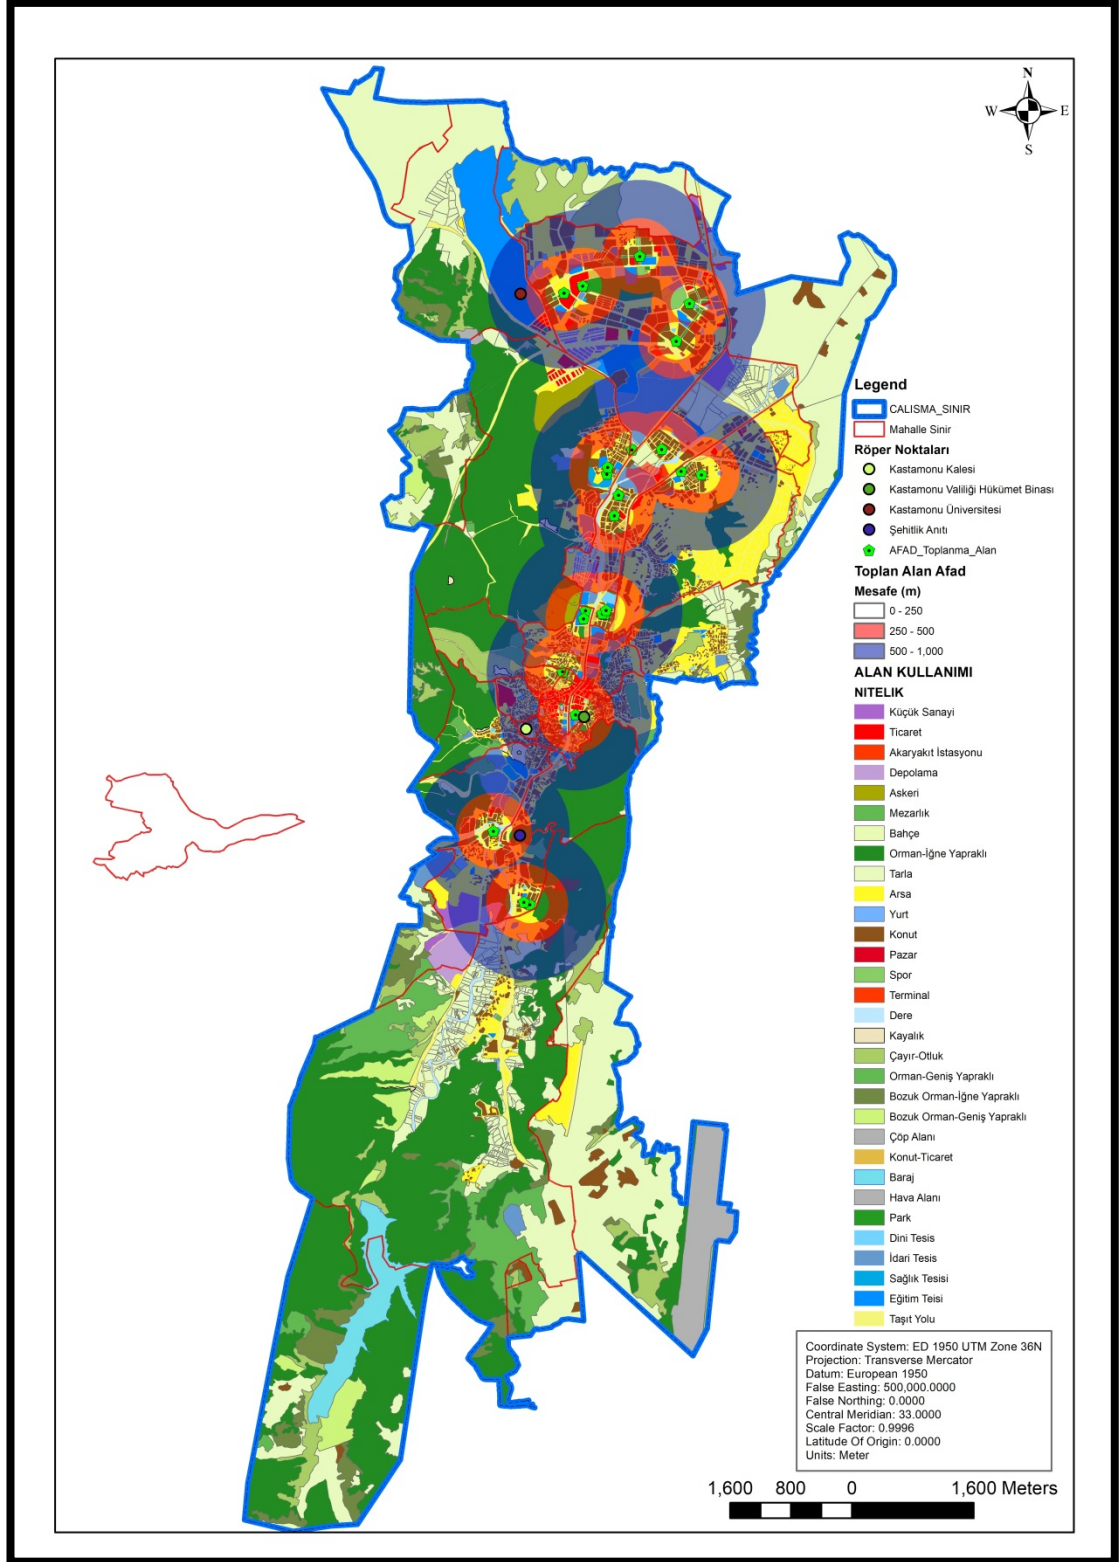 N
W
E
S
Legend
CALISMA_SINIR
Mahalle Sinir
Röper Noktaları
Kastamonu Kalesi
Kastamonu Valiliği Hükümet Binası
Kastamonu Üniversitesi
Şehitlik Anıtı
AFAD_Toplanma_Alan
Toplan Alan Afad
Mesafe (m)
0 - 250
250 - 500
500 - 1,000
ALAN KULLANIMI
NITELIK
Küçük Sanayi
Ticaret
Akaryakıt İstasyonu
Depolama
Askeri
Mezarlık
Bahçe
Orman-İğne Yapraklı
Tarla
Arsa
Yurt
Konut
Pazar
Spor
Terminal
Dere
Kayalık
Çayır-Otluk
Orman-Geniş Yapraklı
Bozuk Orman-İğne Yapraklı
Bozuk Orman-Geniş Yapraklı
Çöp Alanı
Konut-Ticaret
Baraj
Hava Alanı
Park
Dini Tesis
İdari Tesis
Sağlık Tesisi
Eğitim Teisi
Taşıt Yolu
Coordinate System: ED 1950 UTM Zone 36N
Projection: Transverse Mercator
Datum: European 1950
False Easting: 500,000.0000
False Northing: 0.0000
Central Meridian: 33.0000
Scale Factor: 0.9996
Latitude Of Origin: 0.0000
Units: Meter
1,600 800 0 1,600 Meters